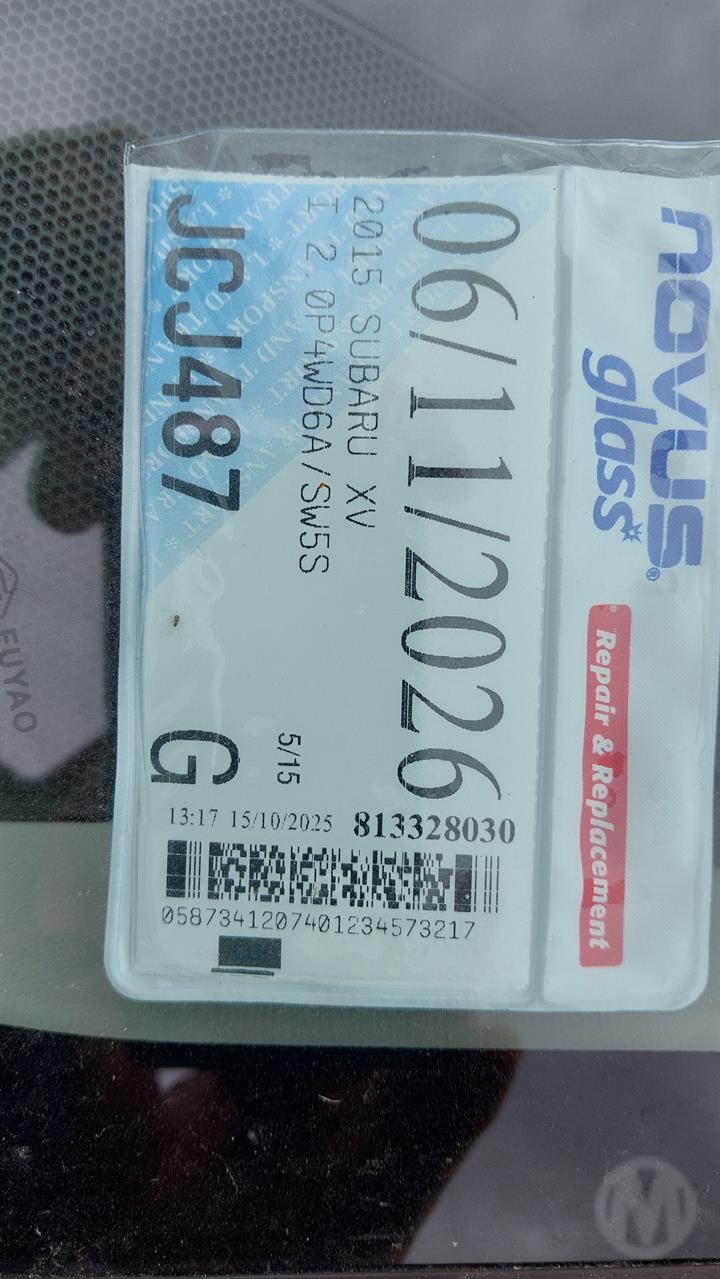 novus®
glass
Repair & Replacement
06/11/2026
2015 SUBARU XV
I 2 0P4WD6A/SW5S
5/15
JCJ487 G
13:17 15/10/2025 813328030
0587341207401234573217
FUYAO
M